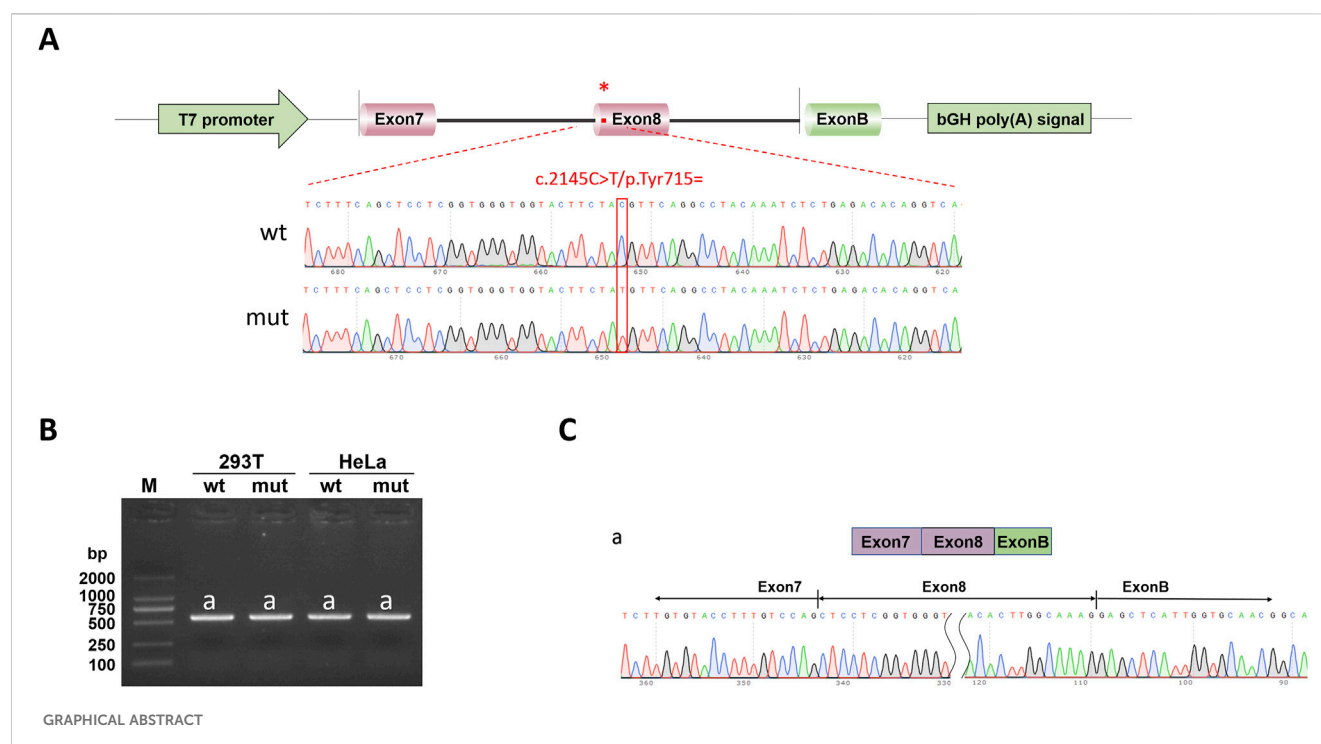 A
*
T7 promoter Exon7 Exon8 ExonB bGH poly(A) signal
c.2145C>T/p.Tyr715=
TCTTTCAGCTCCTCGGTGGGTGGTACTTCTACGTTCAGGCCTACAAATCTCTGAGACACAGGTCA
wt
680 670 660 650 640 630 620
TCTTTCAGCTCCTCGGTGGGTGGTACTTCTATGTTCAGGCCTACAAATCTCTGAGACACAGGTCA
mut
670 660 650 640 630 620
B
293T HeLa
M wt mut wt mut
bp
2000
1000
750
500
250
100
a a a a
C
a
Exon7 Exon8 ExonB
Exon7 Exon8 ExonB
TCTTGTGTACCTTTGTCCAGCTCCTCGGTGGGT ACACTTGGCAAAGGAGCTCATTGGTGCAACGGCA
360 350 340 330 120 110 100 90
GRAPHICAL ABSTRACT